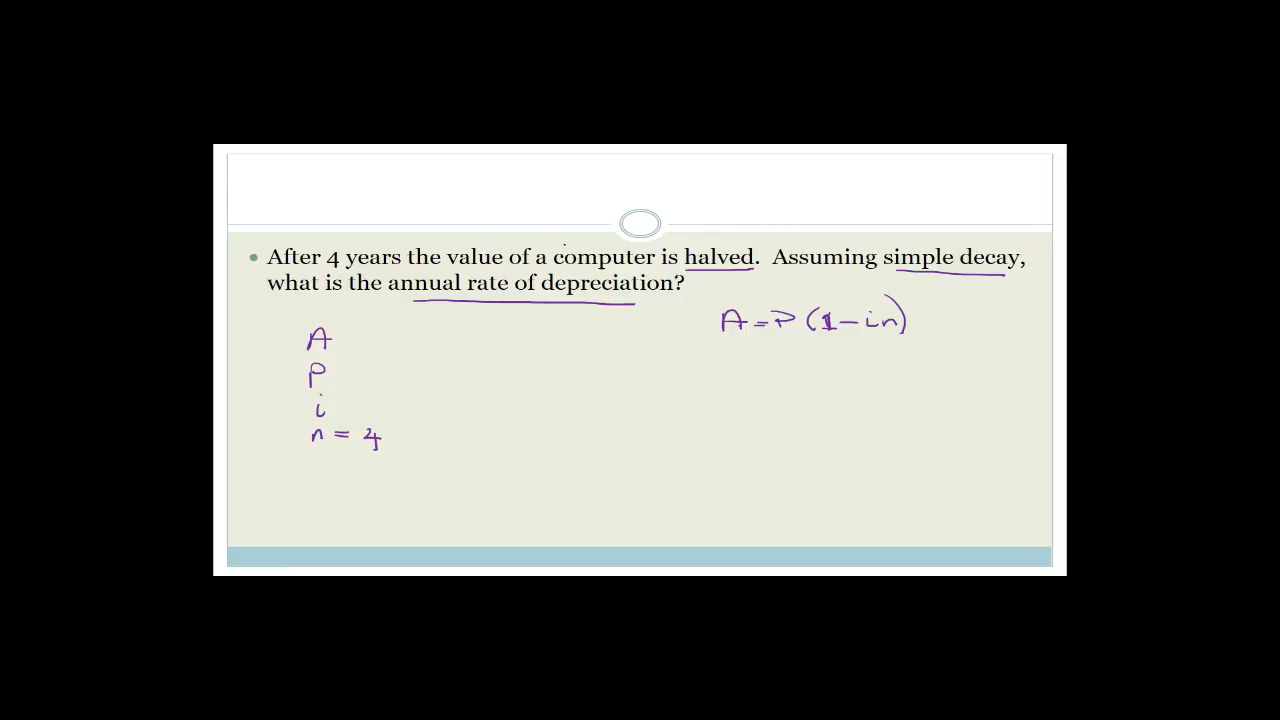 After 4 years the value of a computer is halved. Assuming simple decay,
what is the annual rate of depreciation?
A = P (1 - in)
A
P
i
n = 4